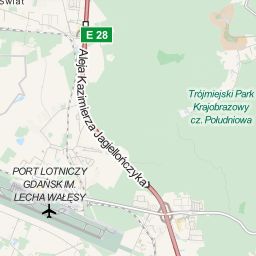 Świat
E 28
Aleja Kazimierza Jagiellończyka
Trójmiejski Park
Krajobrazowy
cz. Południowa
PORT LOTNICZY
GDAŃSK IM.
LECHA WAŁĘSY